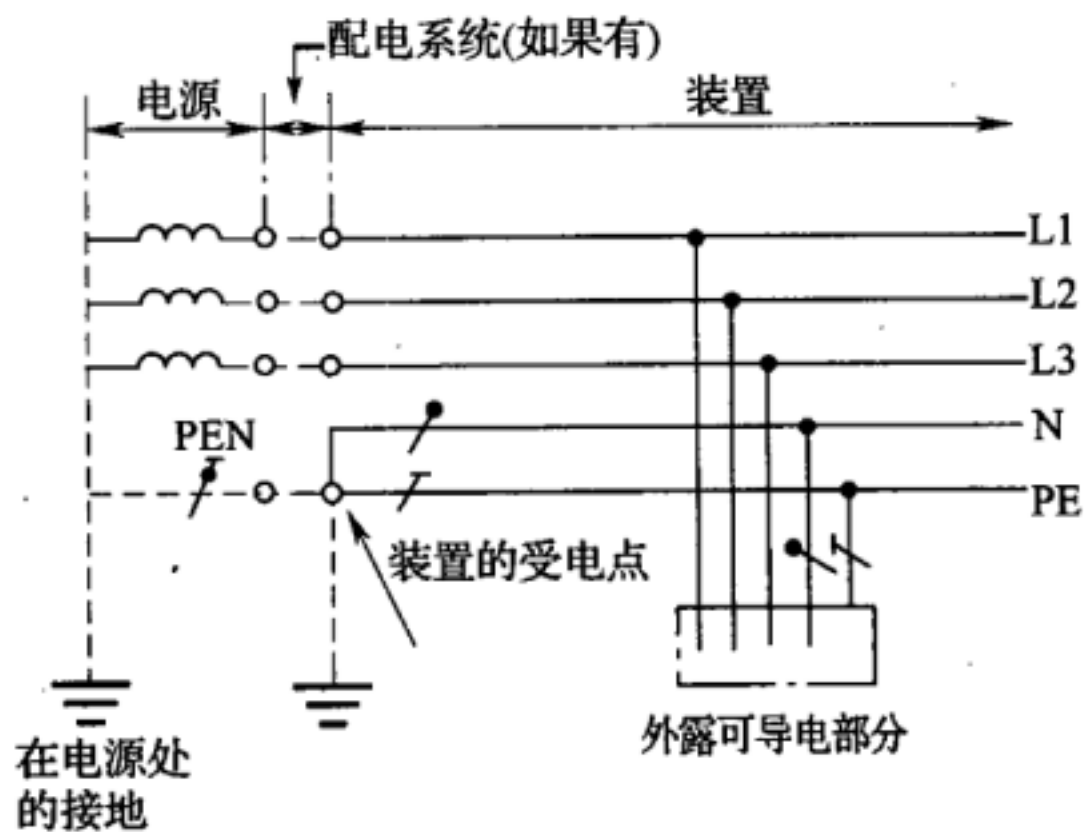 配电系统(如果有)
电源
装置
L1
L2
L3
N
PEN
PE
装置的受电点
外露可导电部分
在电源处
的接地